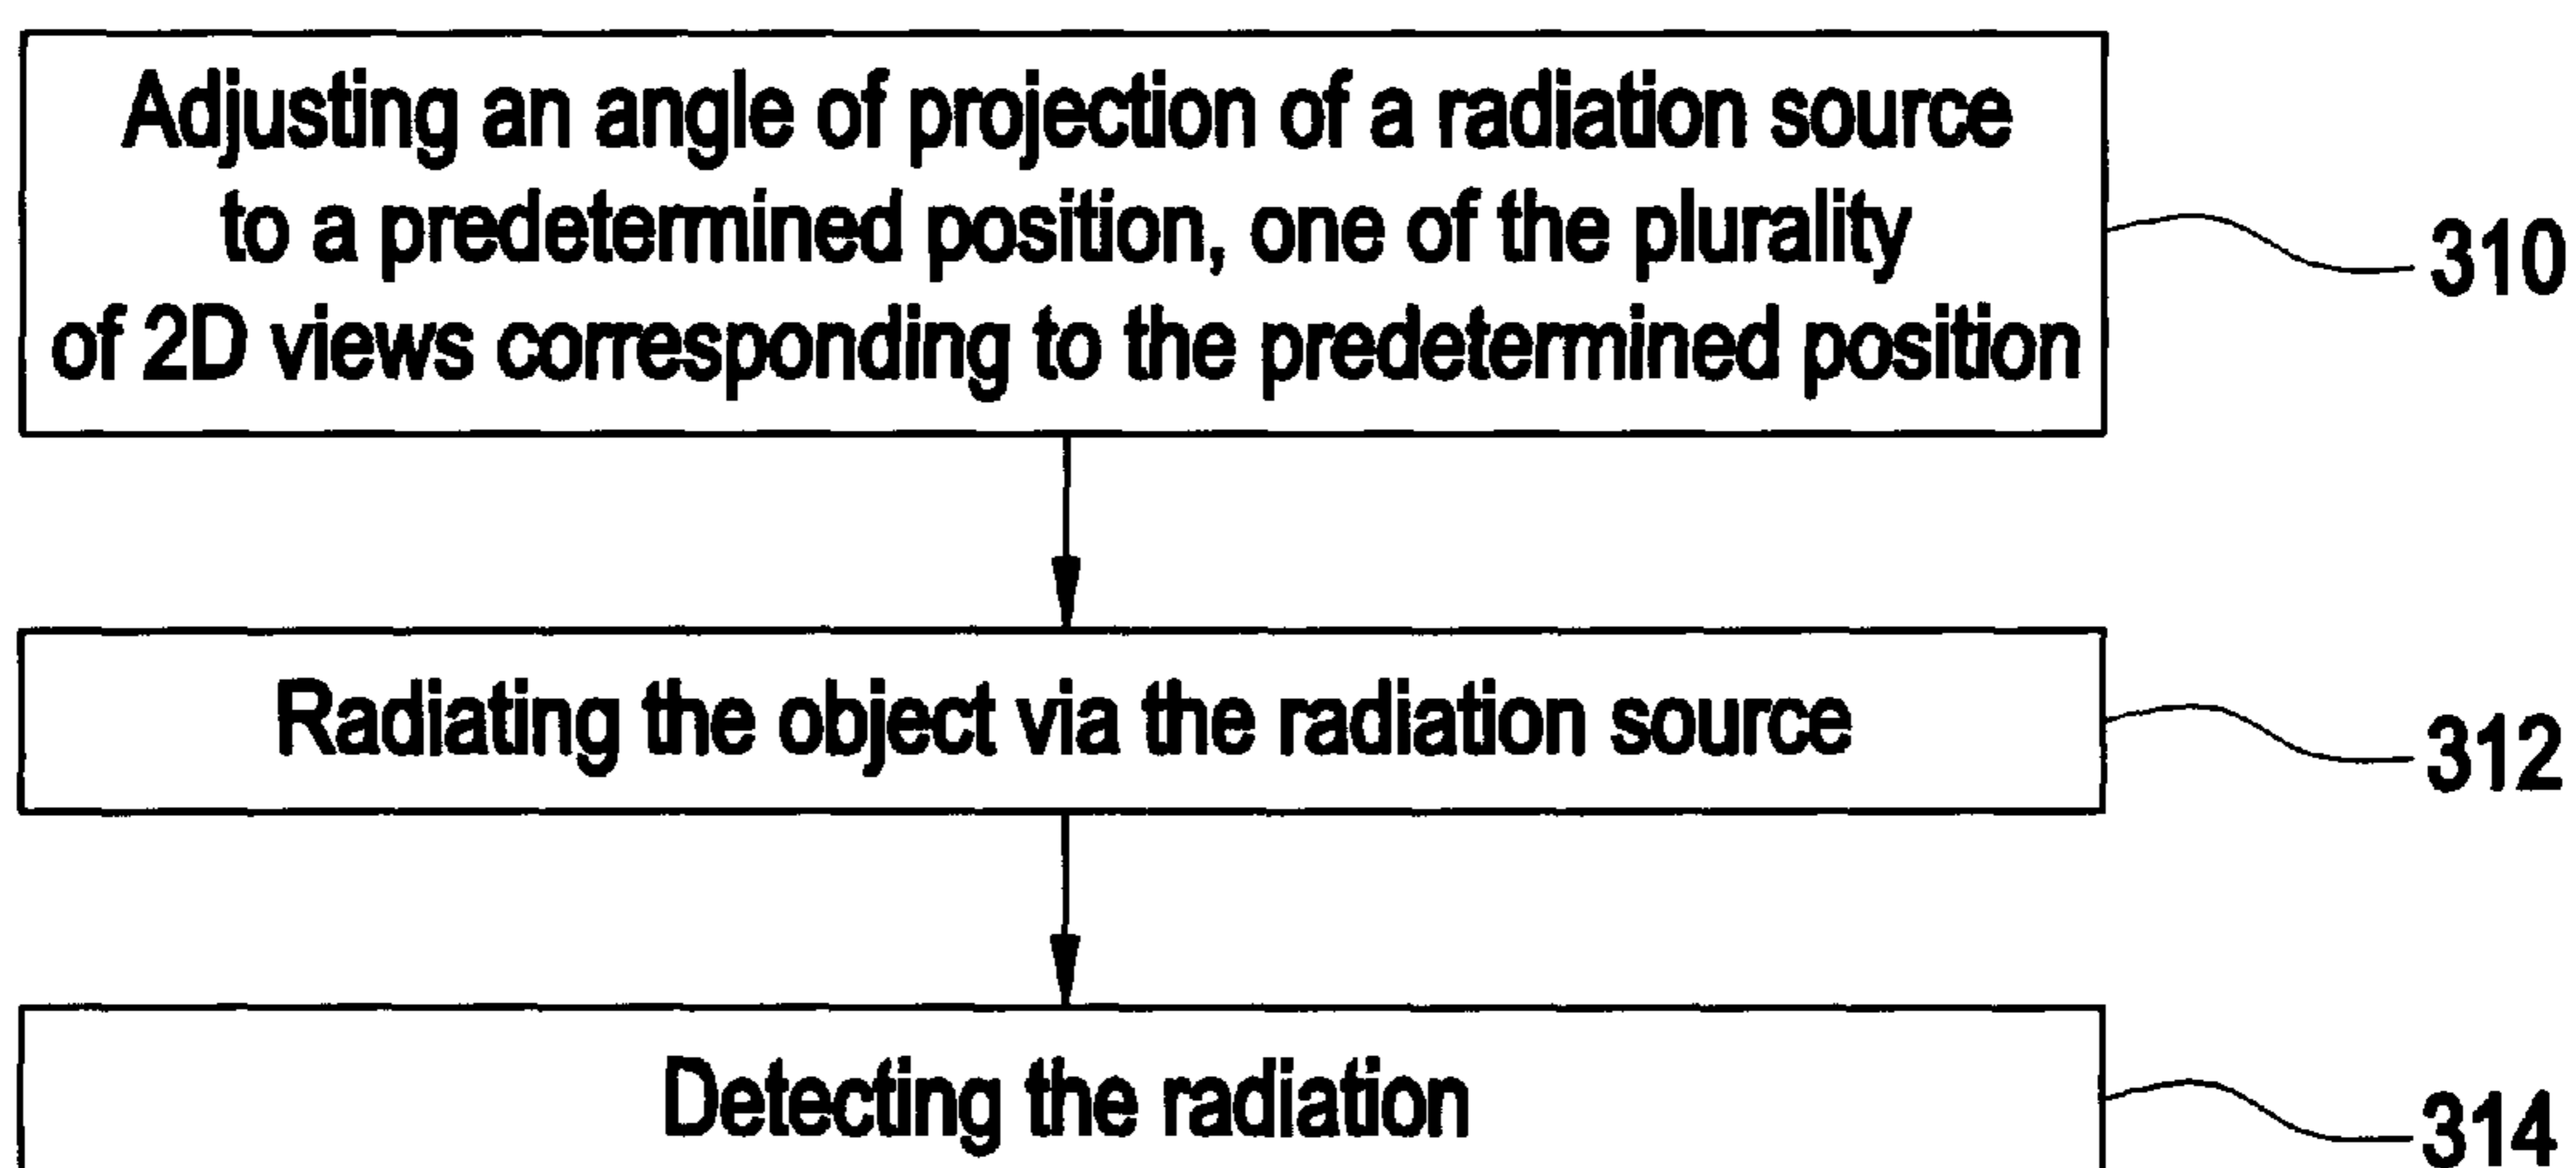 Adjusting an angle of projection of a radiation source
to a predetermined position, one of the plurality
of 2D views corresponding to the predetermined position
310
Radiating the object via the radiation source
312
Detecting the radiation
314